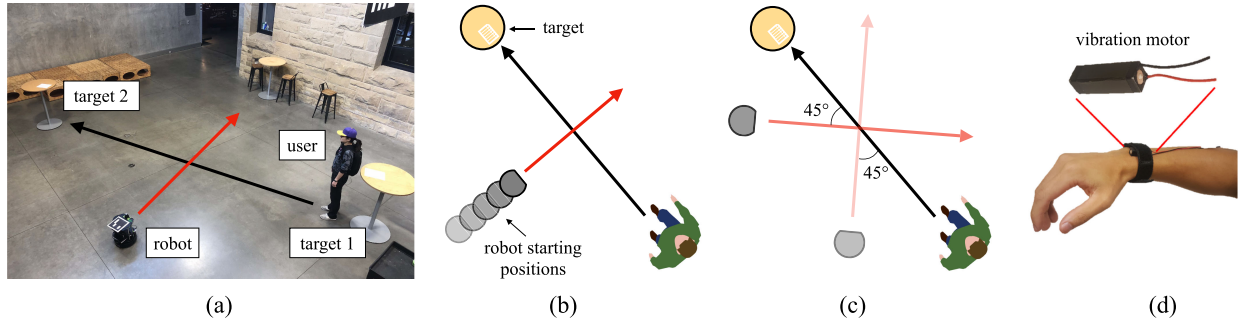 target 2
user
robot
target 1
(a)
target
robot starting
positions
(b)
45°
45°
(c)
vibration motor
(d)